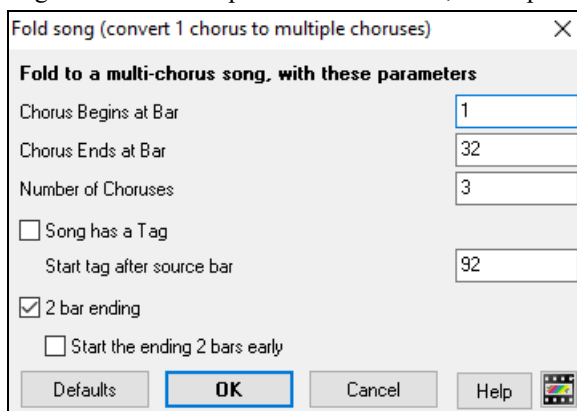 Fold song (convert 1 chorus to multiple choruses)
Fold to a multi-chorus song, with these parameters
Chorus Begins at Bar 1
Chorus Ends at Bar 32
Number of Choruses 3
Song has a Tag
Start tag after source bar 92
2 bar ending
Start the ending 2 bars early
Defaults OK Cancel Help